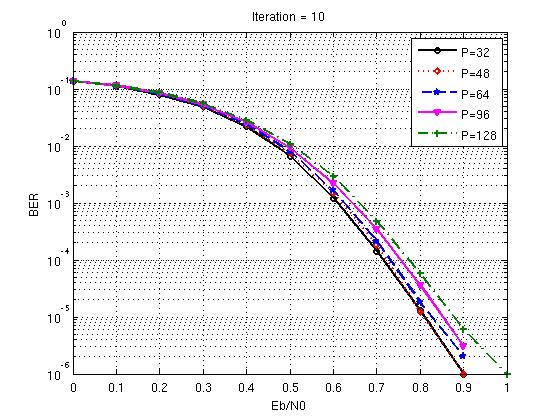 Iteration = 10
10^0
10^-1
10^-2
10^-3
10^-4
10^-5
10^-6
BER
P=32
P=48
P=64
P=96
P=128
0 0.1 0.2 0.3 0.4 0.5 0.6 0.7 0.8 0.9 1
Eb/N0